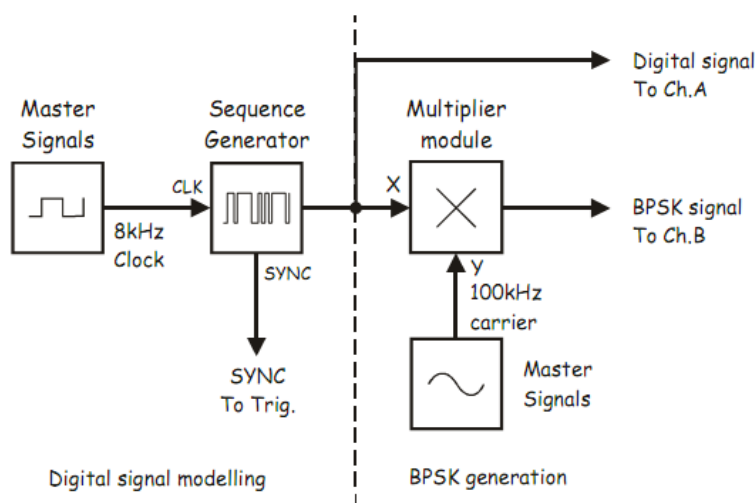 Digital signal
To Ch.A
Master
Signals
Sequence
Generator
Multiplier
module
CLK
X
8kHz
Clock
BPSK signal
To Ch.B
SYNC
Y
100kHz
carrier
SYNC
To Trig.
Master
Signals
Digital signal modelling
BPSK generation